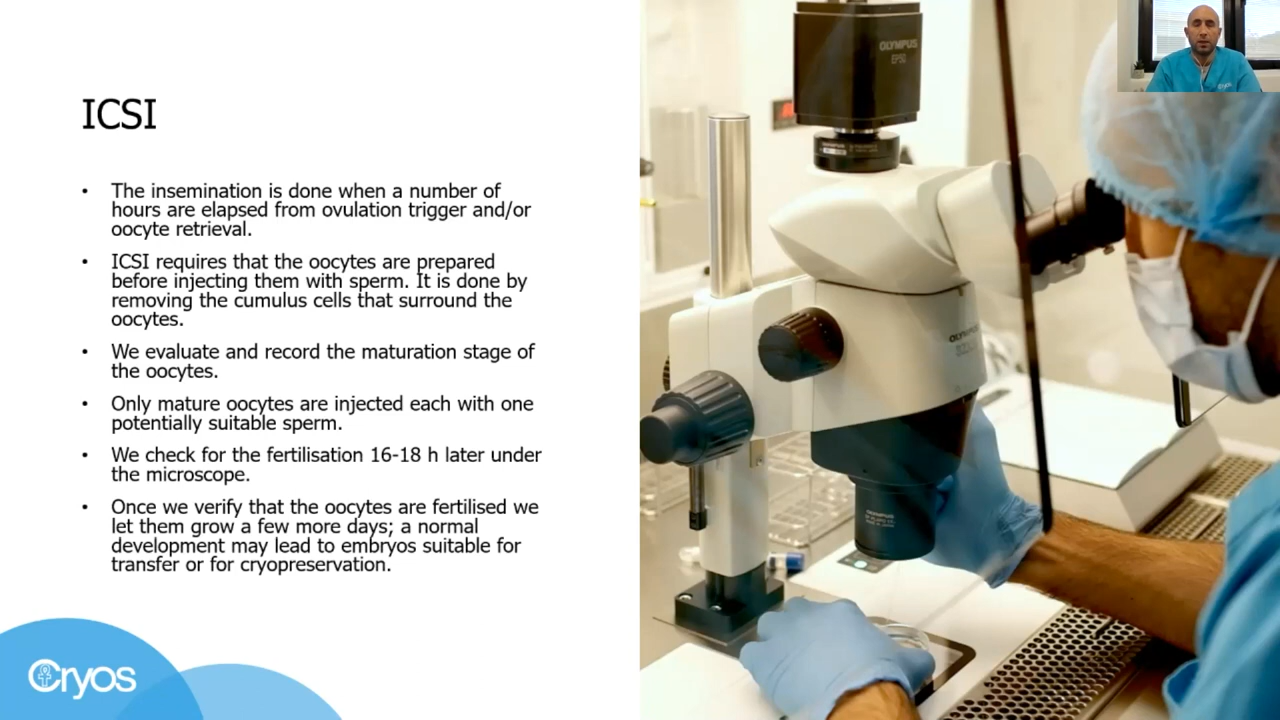 ICSI
• The insemination is done when a number of
hours are elapsed from ovulation trigger and/or
oocyte retrieval.
• ICSI requires that the oocytes are prepared
before injecting them with sperm. It is done by
removing the cumulus cells that surround the
oocytes.
• We evaluate and record the maturation stage of
the oocytes.
• Only mature oocytes are injected each with one
potentially suitable sperm.
• We check for the fertilisation 16-18 h later under
the microscope.
• Once we verify that the oocytes are fertilised we
let them grow a few more days; a normal
development may lead to embryos suitable for
transfer or for cryopreservation.
Cryos
OLYMPUS
EP50
OLYMPUS
OLYMPUS
OLYMPUS